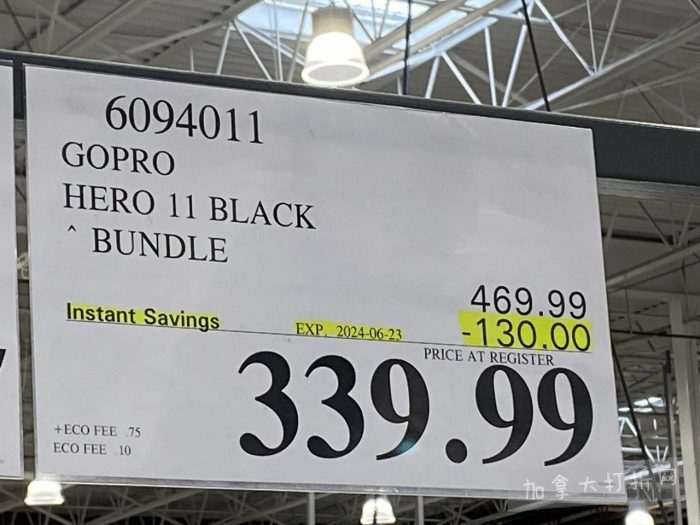 6094011
GOPRO
HERO 11 BLACK
^ BUNDLE
469.99
Instant Savings EXP. 2024-06-23 -130.00
PRICE AT REGISTER
339.99
+ECO FEE .75
ECO FEE .10
加拿大打折网